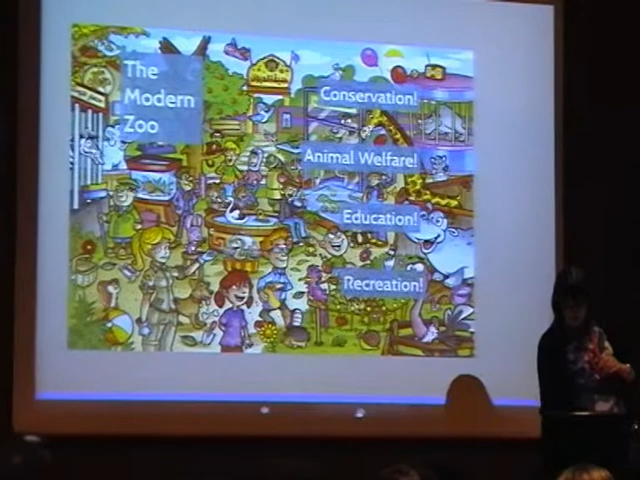 The
Modern
Zoo
Conservation!
Animal Welfare!
Education!
Recreation!